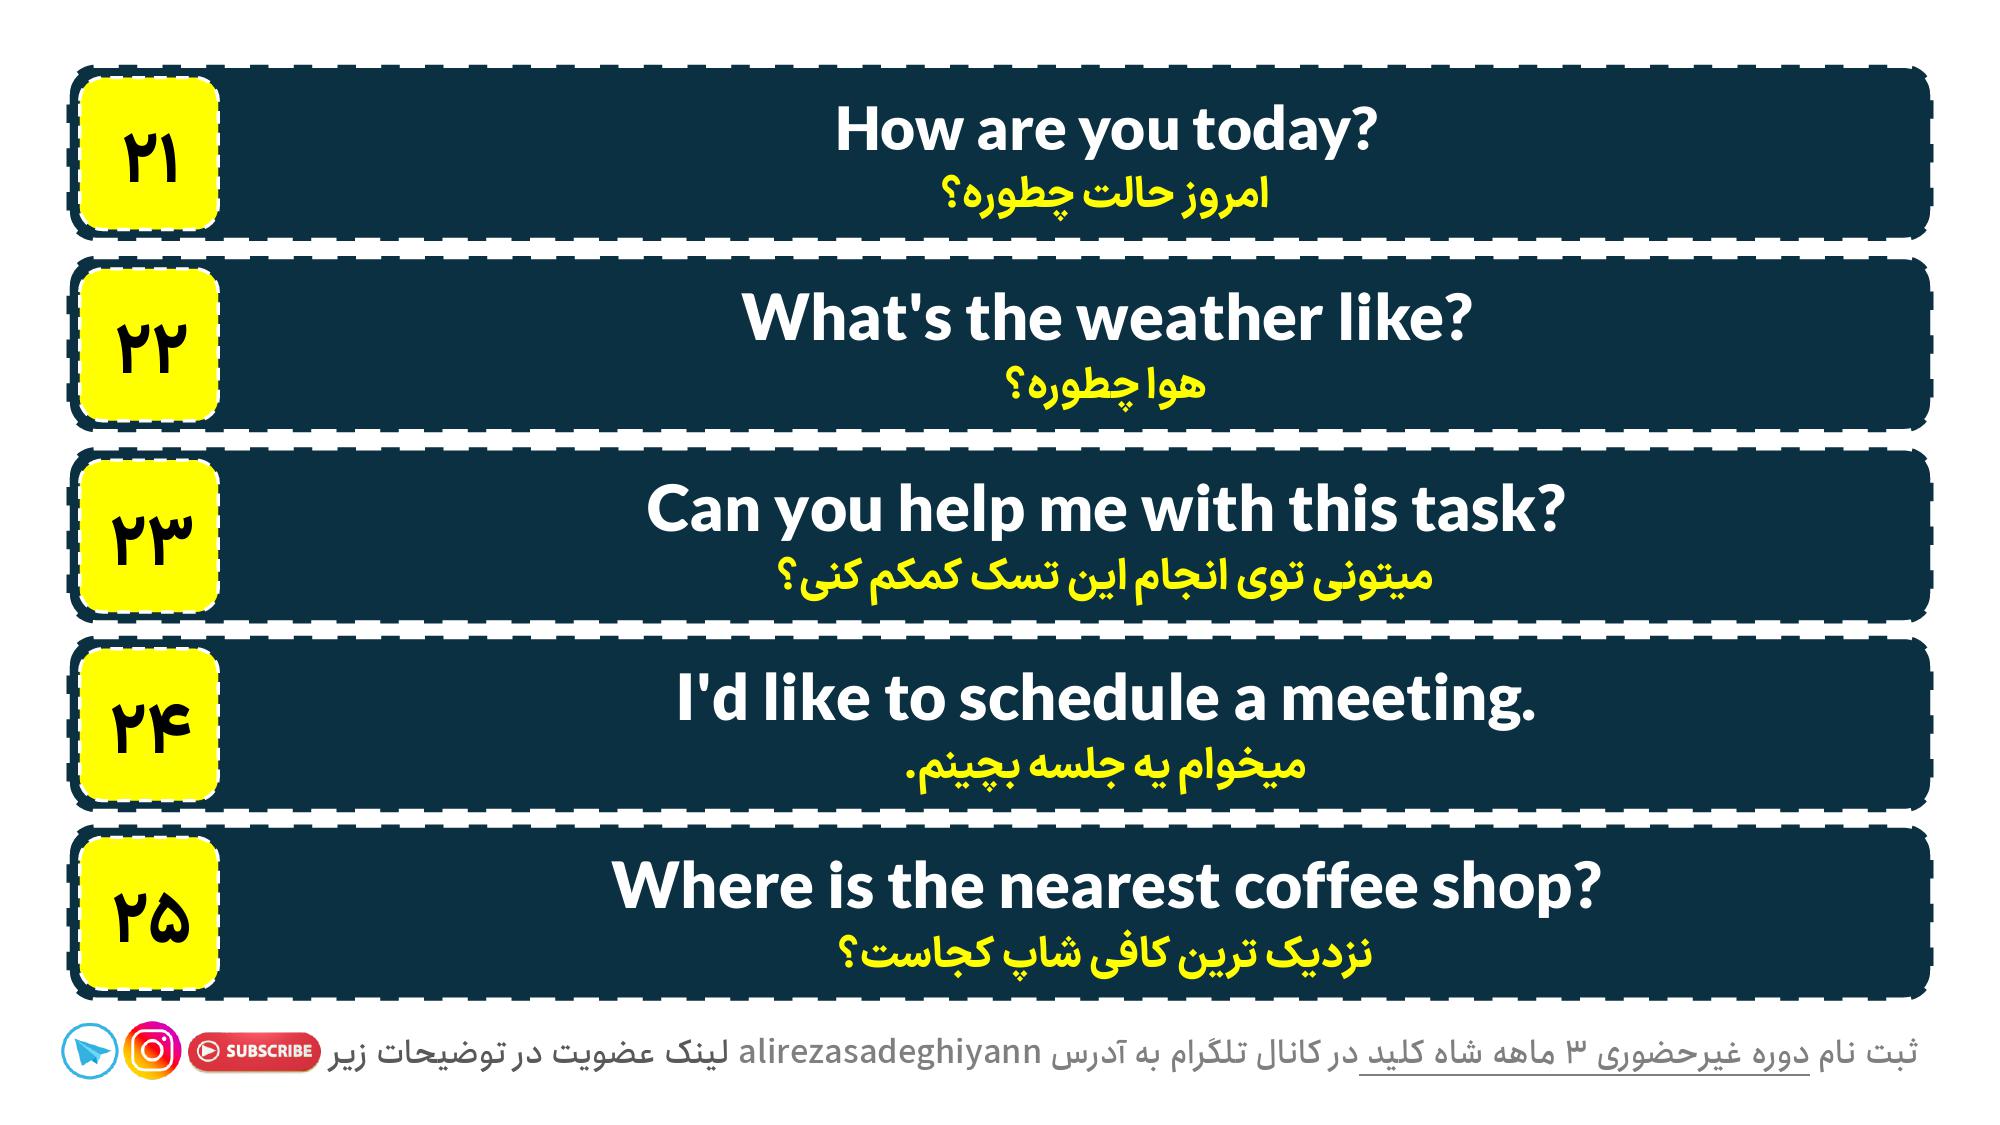 ۲۱
How are you today?
امروز حالت چطوره؟
۲۲
What's the weather like?
هوا چطوره؟
۲۳
Can you help me with this task?
میتونی توی انجام این تسک کمکم کنی؟
۲۴
I'd like to schedule a meeting.
میخوام یه جلسه بچینم.
۲۵
Where is the nearest coffee shop?
نزدیک ترین کافی شاپ کجاست؟
ثبت نام دوره غیرحضوری ۳ ماهه شاه کلید در کانال تلگرام به آدرس alirezasadeghiyann لینک عضویت در توضیحات زیر
SUBSCRIBE